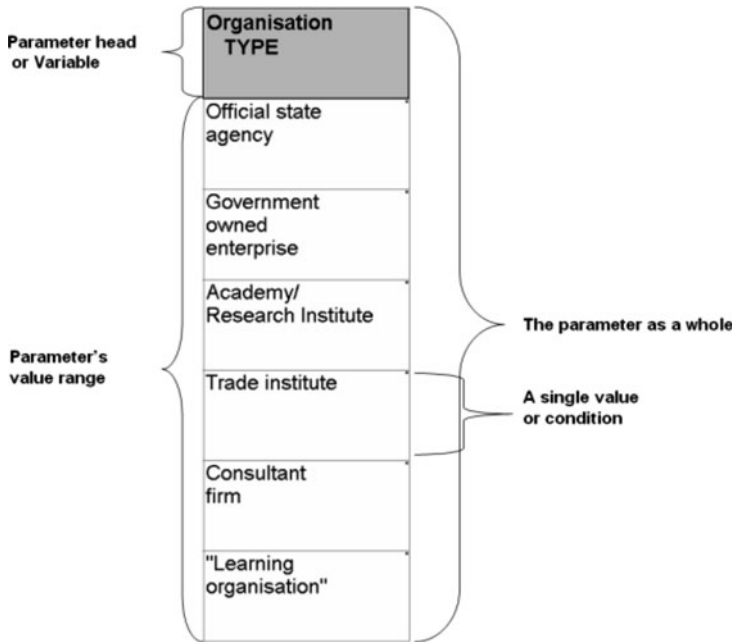 Organisation
TYPE
Parameter head
or Variable
Official state
agency
Government
owned
enterprise
Academy/
Research Institute
The parameter as a whole
Parameter's
value range
Trade institute
A single value
or condition
Consultant
firm
"Learning
organisation"